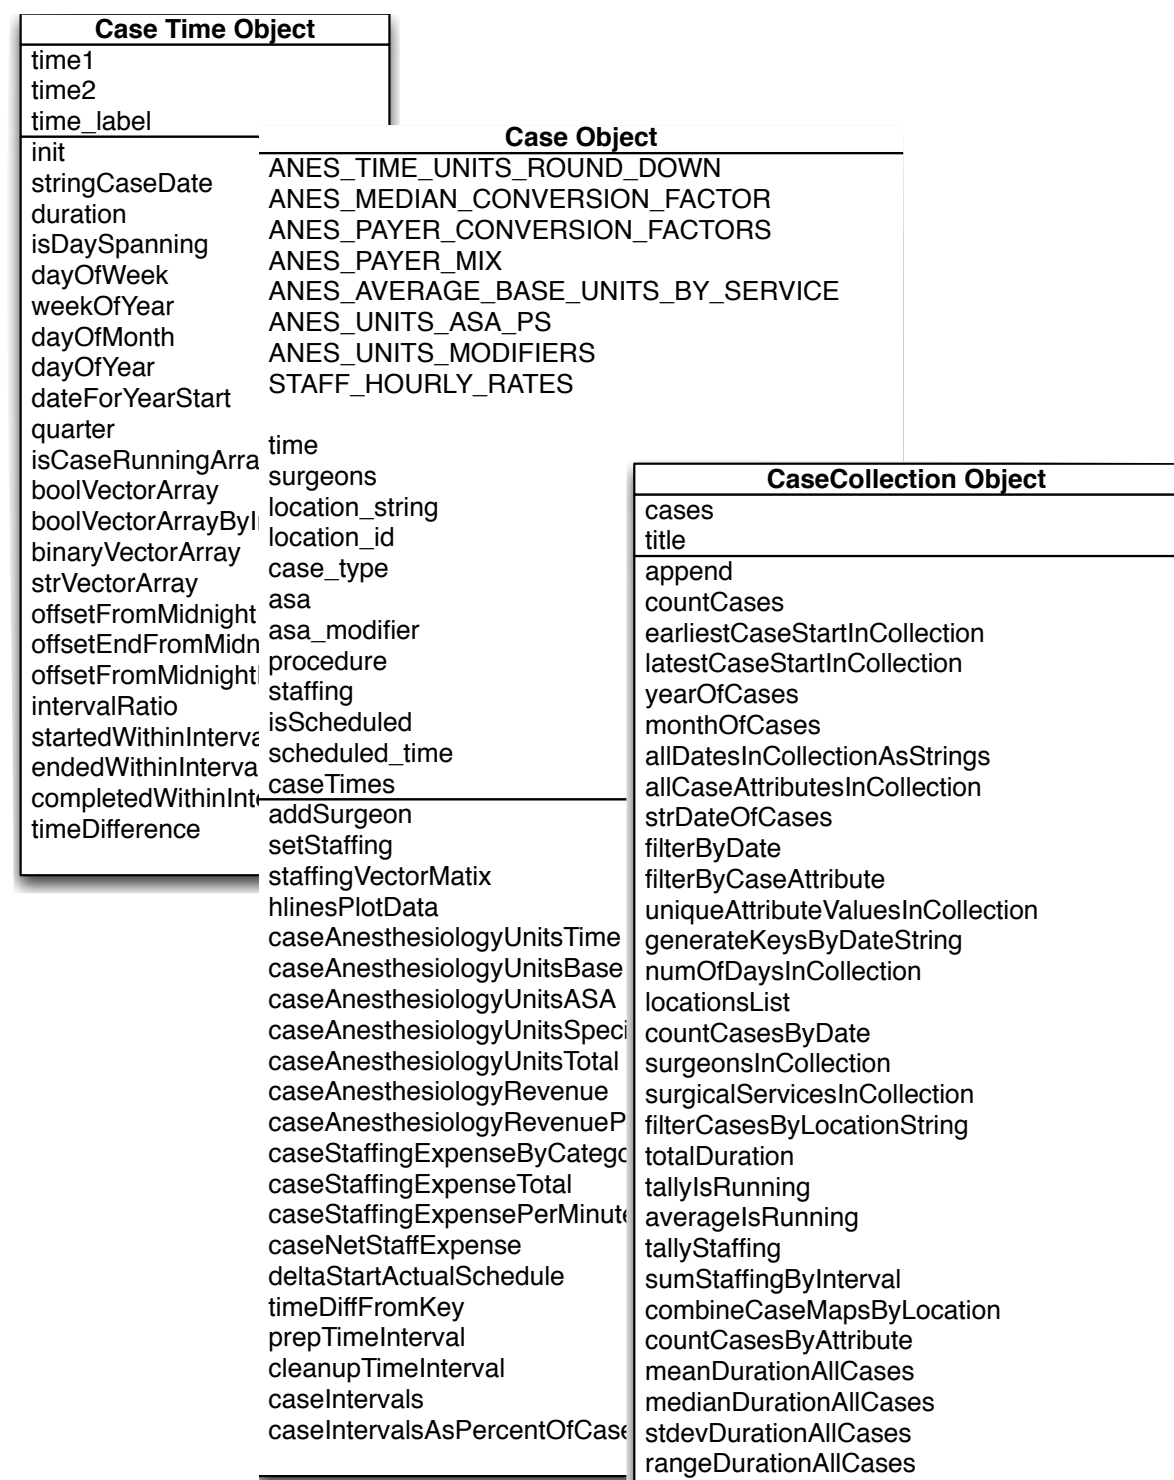 Case Time Object
time1
time2
time_label
init
stringCaseDate
duration
isDaySpanning
dayOfWeek
weekOfYear
dayOfMonth
dayOfYear
dateForYearStart
quarter
isCaseRunningArra
boolVectorArray
boolVectorArrayByI
binaryVectorArray
strVectorArray
offsetFromMidnight
offsetEndFromMidn
offsetFromMidnight
intervalRatio
startedWithinInterva
endedWithinInterva
completedWithinInte
timeDifference
Case Object
ANES_TIME_UNITS_ROUND_DOWN
ANES_MEDIAN_CONVERSION_FACTOR
ANES_PAYER_CONVERSION_FACTORS
ANES_PAYER_MIX
ANES_AVERAGE_BASE_UNITS_BY_SERVICE
ANES_UNITS_ASA_PS
ANES_UNITS_MODIFIERS
STAFF_HOURLY_RATES
time
surgeons
location_string
location_id
case_type
asa
asa_modifier
procedure
staffing
isScheduled
scheduled_time
caseTimes
addSurgeon
setStaffing
staffingVectorMatix
hlinesPlotData
caseAnesthesiologyUnitsTime
caseAnesthesiologyUnitsBase
caseAnesthesiologyUnitsASA
caseAnesthesiologyUnitsSpeci
caseAnesthesiologyUnitsTotal
caseAnesthesiologyRevenue
caseAnesthesiologyRevenueP
caseStaffingExpenseByCatego
caseStaffingExpenseTotal
caseStaffingExpensePerMinute
caseNetStaffExpense
deltaStartActualSchedule
timeDiffFromKey
prepTimeInterval
cleanupTimeInterval
caseIntervals
caseIntervalsAsPercentOfCase
CaseCollection Object
cases
title
append
countCases
earliestCaseStartInCollection
latestCaseStartInCollection
yearOfCases
monthOfCases
allDatesInCollectionAsStrings
allCaseAttributesInCollection
strDateOfCases
filterByDate
filterByCaseAttribute
uniqueAttributeValuesInCollection
generateKeysByDateString
numOfDaysInCollection
locationsList
countCasesByDate
surgeonsInCollection
surgicalServicesInCollection
filterCasesByLocationString
totalDuration
tallyIsRunning
averageIsRunning
tallyStaffing
sumStaffingByInterval
combineCaseMapsByLocation
countCasesByAttribute
meanDurationAllCases
medianDurationAllCases
stdevDurationAllCases
rangeDurationAllCases